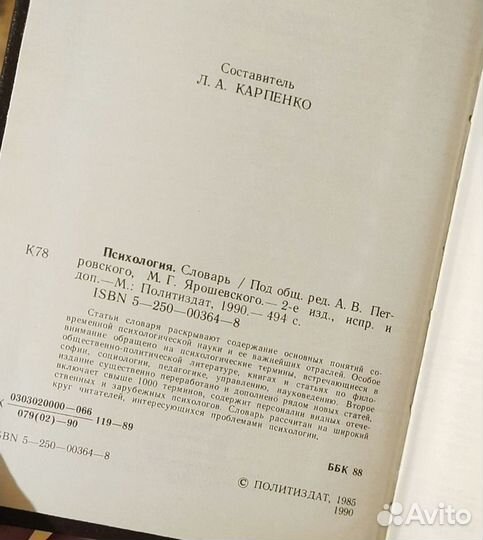 Составитель
Л. А. КАРПЕНКО
К78
Психология. Словарь / Под общ. ред. А. В. Пет-
ровского, М. Г. Ярошевского.— 2-е изд., испр. и
доп.—М.: Политиздат, 1990.— 494 с.
ISBN 5—250—00364—8
Статьи словаря раскрывают содержание основных понятий со-
временной психологической науки и ее важнейших отраслей. Особое
внимание обращено на психологические термины, встречающиеся в
общественно-политической литературе, книгах и статьях по фило-
софии, социологии, педагогике, управлению, науковедению. Второе
издание существенно переработано и дополнено рядом новых статей,
включает свыше 1000 терминов, содержит персоналии видных отече-
ственных и зарубежных психологов. Словарь рассчитан на широкий
круг читателей, интересующихся проблемами психологии.
К 0303020000—066
079(02)—90 119—89
ISBN 5—250—00364—8
ББК 88
© ПОЛИТИЗДАТ, 1985
1990
Avito